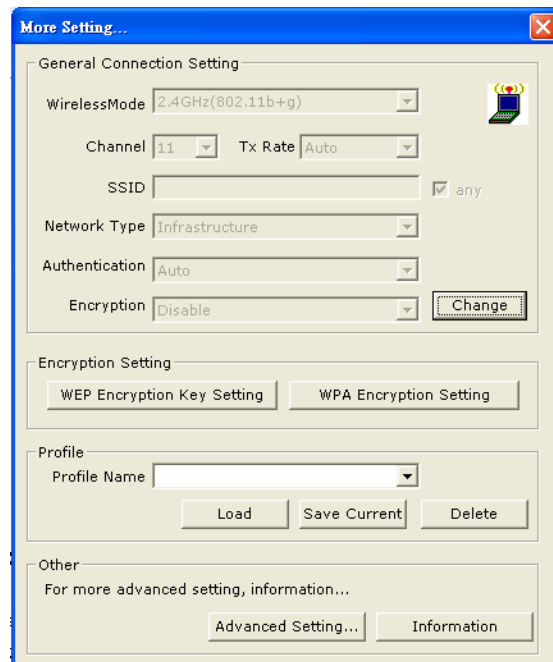 More Setting...
General Connection Setting
WirelessMode 2.4GHz(802.11b+g)
Channel 11 Tx Rate Auto
SSID any
Network Type Infrastructure
Authentication Auto
Encryption Disable Change
Encryption Setting
WEP Encryption Key Setting WPA Encryption Setting
Profile
Profile Name
Load Save Current Delete
Other
For more advanced setting, information...
Advanced Setting... Information